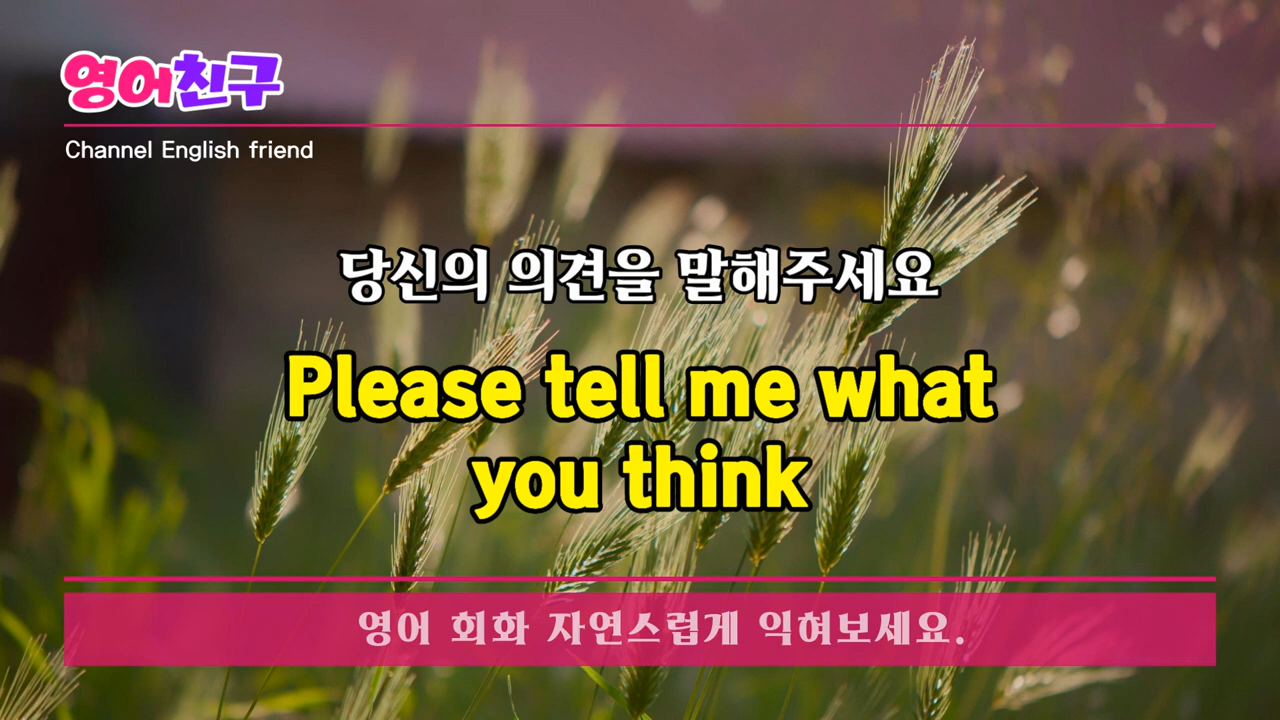 영어친구
Channel English friend
당신의 의견을 말해주세요
Please tell me what
you think
영어 회화 자연스럽게 익혀보세요.